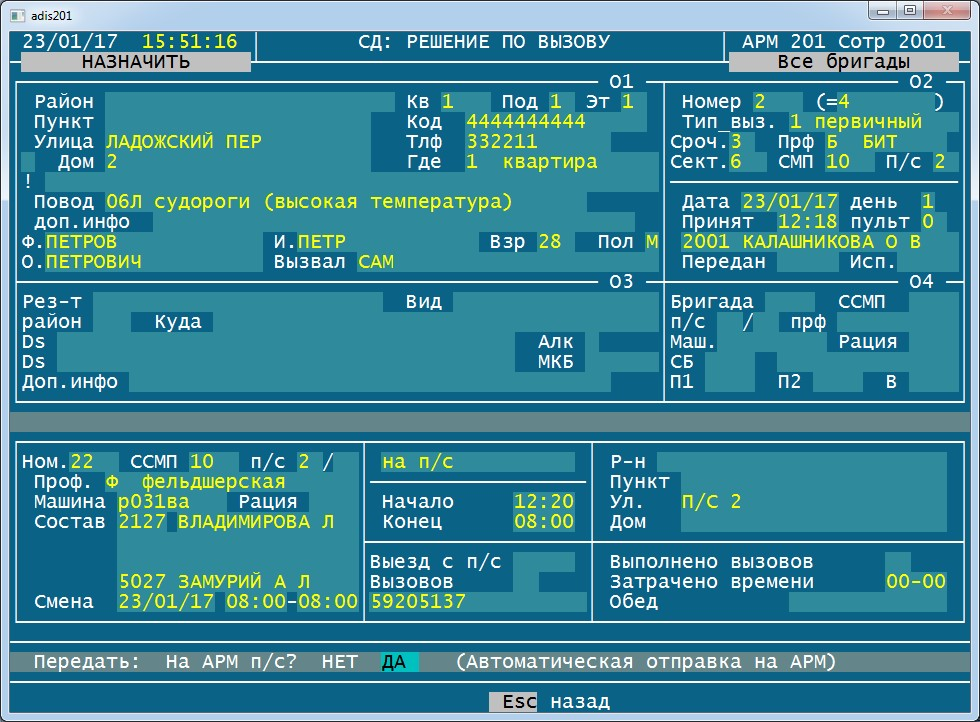 adis201
23/01/17 15:51:16 СД: РЕШЕНИЕ ПО ВЫЗОВУ АРМ 201 Сотр 2001
НАЗНАЧИТЬ Все бригады
О1 О2
Район Кв 1 Под 1 Эт 1 Номер 2 (=4 )
Пункт Код 4444444444 Тип_выз. 1 первичный
Улица ЛАДОЖСКИЙ ПЕР Тлф 332211 Сроч.3 Прф Б БИТ
Дом 2 Где 1 квартира Сект.6 СМП 10 П/с 2
!
Повод 06Л судороги (высокая температура) Дата 23/01/17 день 1
доп.инфо Принят 12:18 пульт 0
Ф.ПЕТРОВ И.ПЕТР Взр 28 Пол М 2001 КАЛАШНИКОВА О В
О.ПЕТРОВИЧ Вызвал САМ Передан Исп.
О3 О4
Рез-т Вид Бригада ССМП
район Куда п/с / прф
Ds Алк Маш. Рация
Ds МКБ СБ
Доп.инфо П1 П2 В
Ном.22 ССМП 10 п/с 2 / на п/с Р-н
Проф. Ф фельдшерская Пункт
Машина р031ва Рация Начало 12:20 Ул. П/С 2
Состав 2127 ВЛАДИМИРОВА Л Конец 08:00 Дом
Выезд с п/с Выполнено вызовов
5027 ЗАМУРИЙ А Л Вызовов Затрачено времени 00-00
Смена 23/01/17 08:00-08:00 59205137 Обед
Передать: На АРМ п/с? НЕТ ДА (Автоматическая отправка на АРМ)
Esc назад